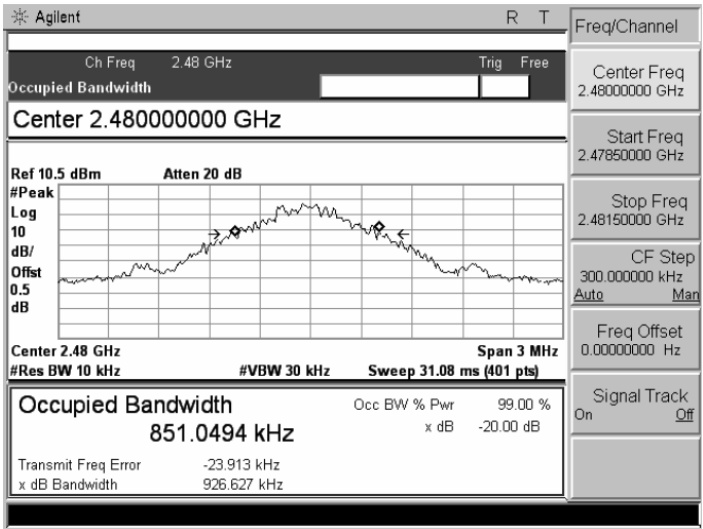 Agilent R T
Ch Freq 2.48 GHz Trig Free
Occupied Bandwidth
Center 2.480000000 GHz
Ref 10.5 dBm Atten 20 dB
#Peak
Log
10
dB/
Offst
0.5
dB
Center 2.48 GHz Span 3 MHz
#Res BW 10 kHz #VBW 30 kHz Sweep 31.08 ms (401 pts)
Occupied Bandwidth
851.0494 kHz
Occ BW % Pwr 99.00 %
x dB -20.00 dB
Transmit Freq Error -23.913 kHz
x dB Bandwidth 926.627 kHz
Freq/Channel
Center Freq
2.48000000 GHz
Start Freq
2.47850000 GHz
Stop Freq
2.48150000 GHz
CF Step
300.000000 kHz
Auto Man
Freq Offset
0.00000000 Hz
Signal Track
On Off